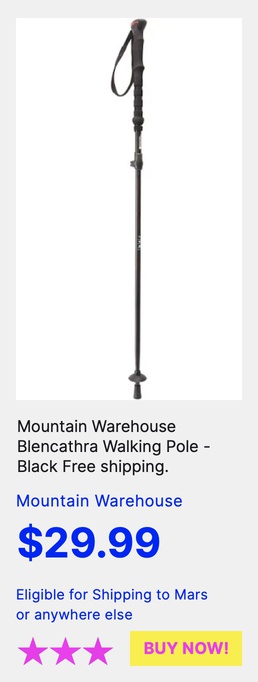 Mountain Warehouse
Blencathra Walking Pole -
Black Free shipping.
Mountain Warehouse
$29.99
Eligible for Shipping to Mars
or anywhere else
BUY NOW!